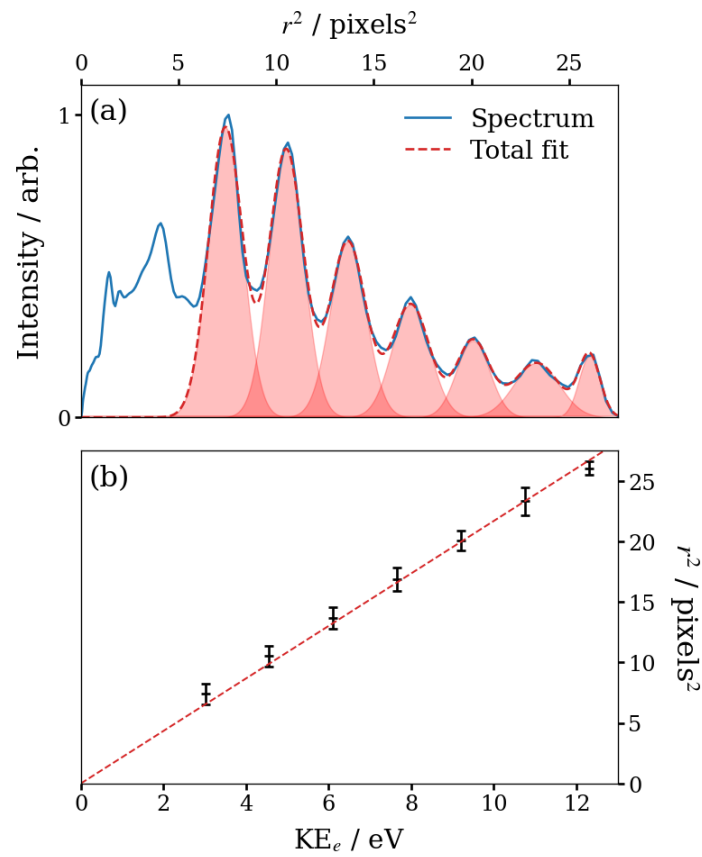 r² / pixels²
0 5 10 15 20 25
(a)
Spectrum
Total fit
1
0
Intensity / arb.
(b)
25
20
15
10
5
0
r² / pixels²
0 2 4 6 8 10 12
KEₑ / eV